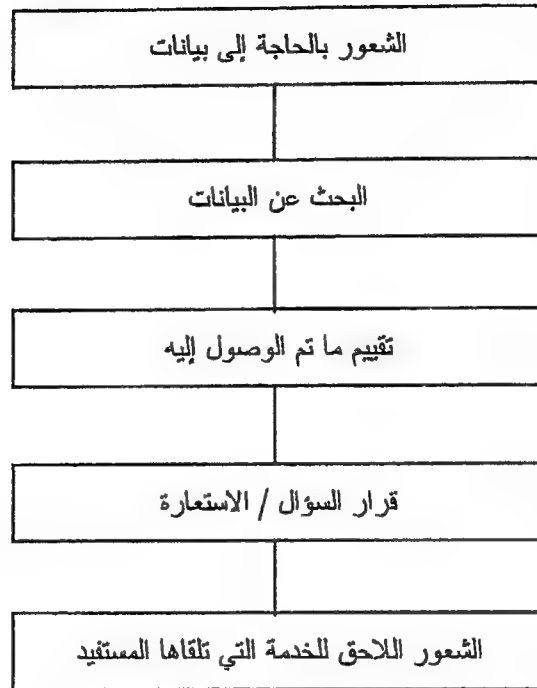 الشعور بالحاجة إلى بيانات
البحث عن البيانات
تقييم ما تم الوصول إليه
قرار السؤال / الاستعارة
الشعور اللاحق للخدمة التي تلقاها المستفيد